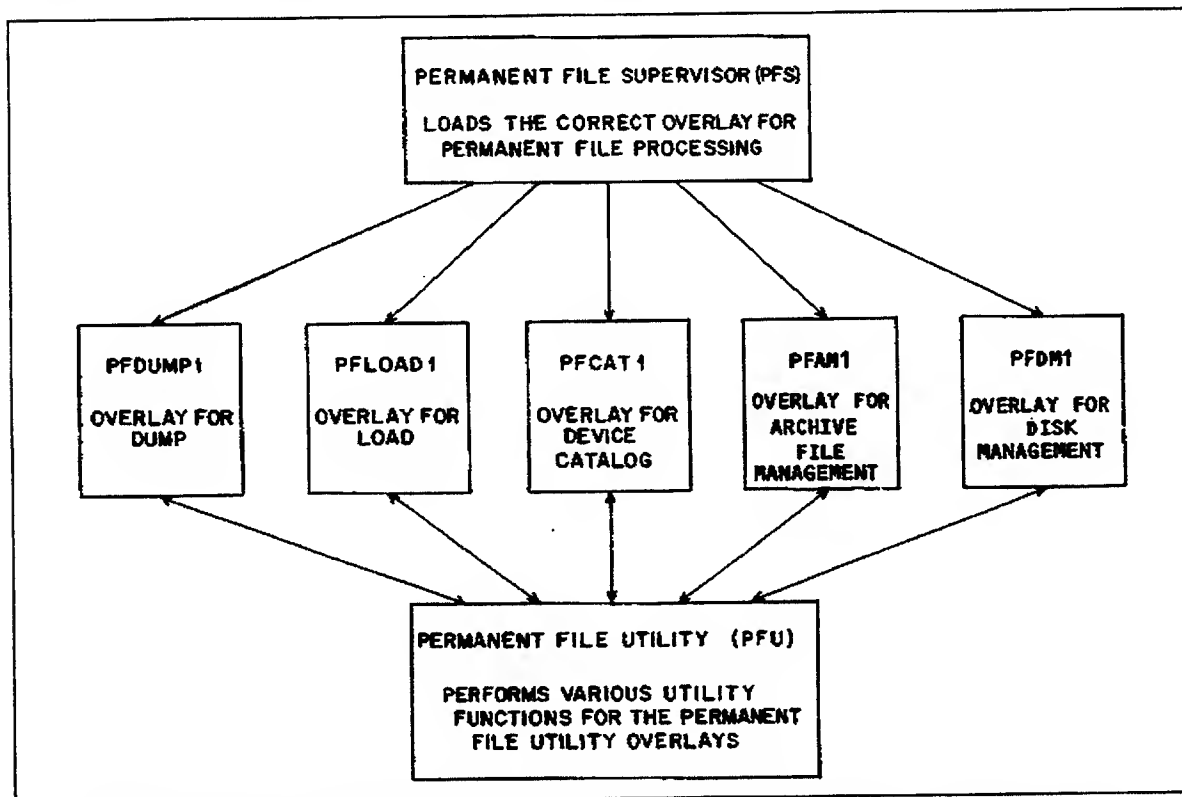 PERMANENT FILE SUPERVISOR (PFS)
LOADS THE CORRECT OVERLAY FOR
PERMANENT FILE PROCESSING
PFDUMP1
OVERLAY FOR
DUMP
PFLOAD1
OVERLAY FOR
LOAD
PFCAT1
OVERLAY FOR
DEVICE
CATALOG
PFAM1
OVERLAY FOR
ARCHIVE
FILE
MANAGEMENT
PFDM1
OVERLAY FOR
DISK
MANAGEMENT
PERMANENT FILE UTILITY (PFU)
PERFORMS VARIOUS UTILITY
FUNCTIONS FOR THE PERMANENT
FILE UTILITY OVERLAYS